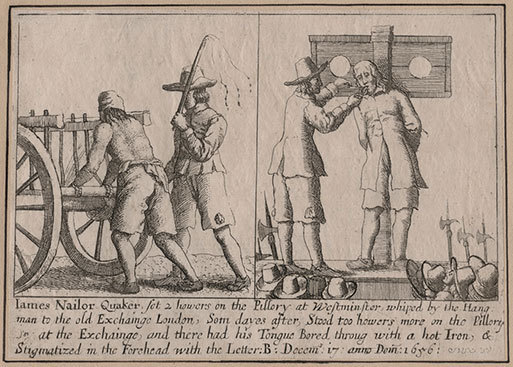 Iames Nailor Quaker set 2 howers on the Pillory at Westminster, whiped by the Hang
man to the old Exchainge London; Som dayes after, Stood too howers more on the Pillory
at the Exchainge, and there had his Tongue Bored throug with a hot Iron, &
Stigmatized in the Forehead with the Letter: B: Decem: 17: anno Dom: 1656: